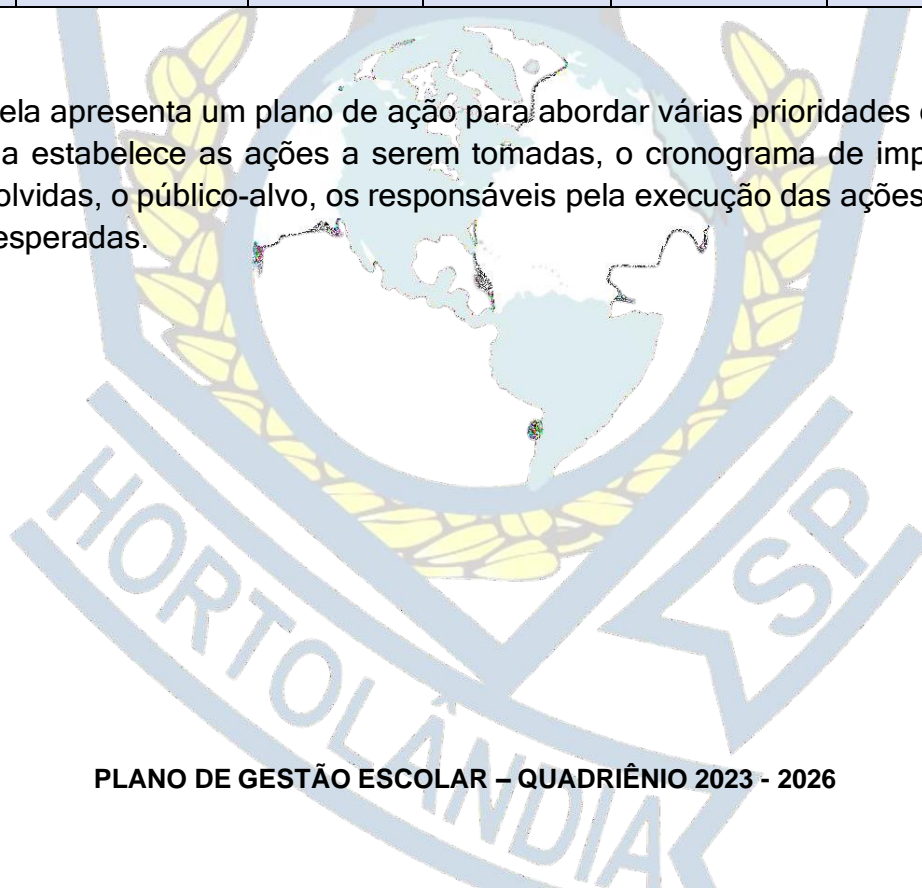 ela apresenta um plano de ação para abordar várias prioridades
a estabelece as ações a serem tomadas, o cronograma de imp
olvidas, o público-alvo, os responsáveis pela execução das ações
esperadas.
HORTOLÂNDIA SP
PLANO DE GESTÃO ESCOLAR – QUADRIÊNIO 2023 - 2026